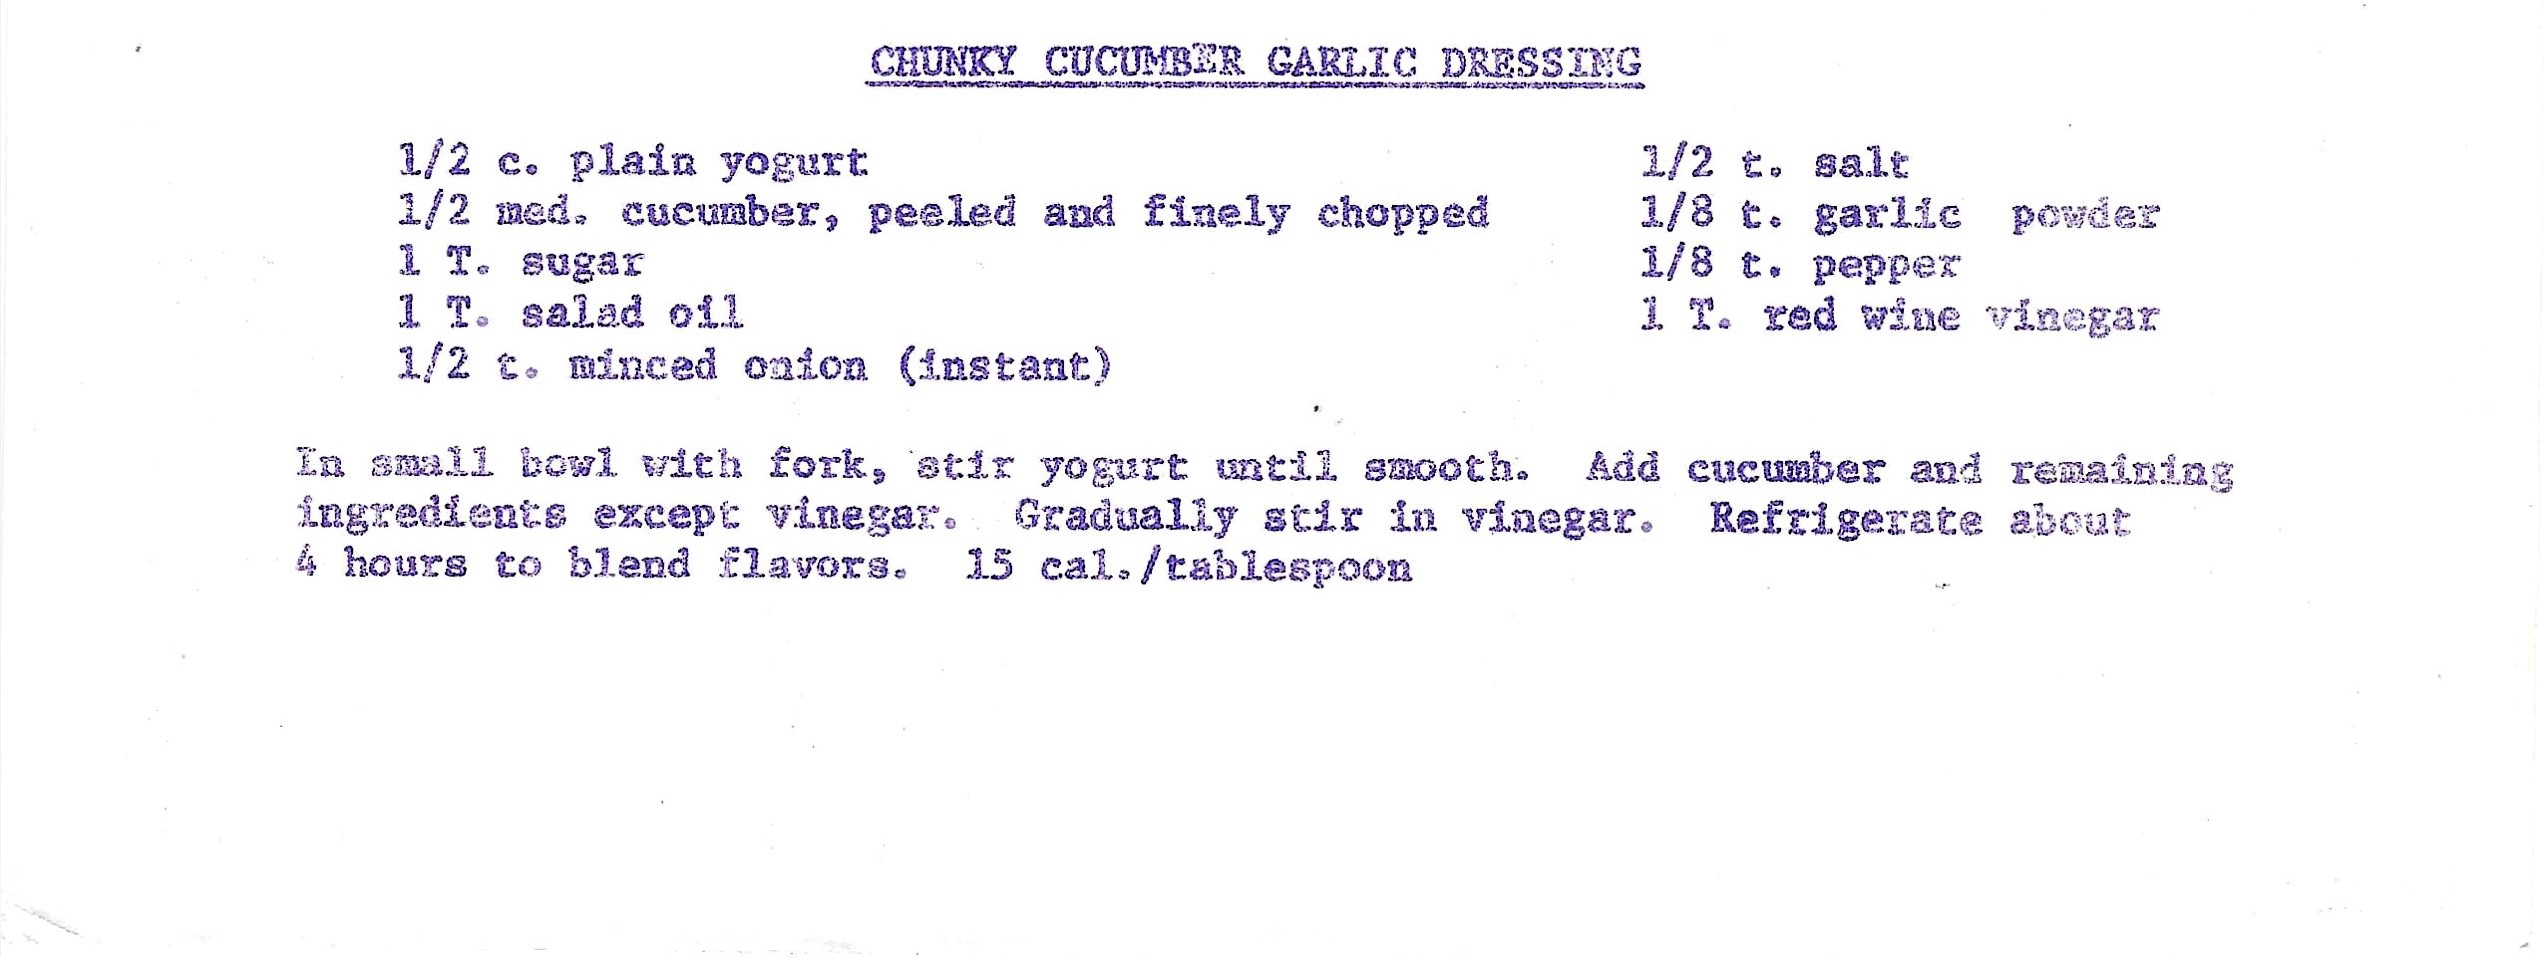 CHUNKY CUCUMBER GARLIC DRESSING
1/2 c. plain yogurt
1/2 med. cucumber, peeled and finely chopped
1 T. sugar
1 T. salad oil
1/2 t. minced onion (instant)
1/2 t. salt
1/8 t. garlic powder
1/8 t. pepper
1 T. red wine vinegar
In small bowl with fork, stir yogurt until smooth. Add cucumber and remaining
ingredients except vinegar. Gradually stir in vinegar. Refrigerate about
4 hours to blend flavors. 15 cal./tablespoon